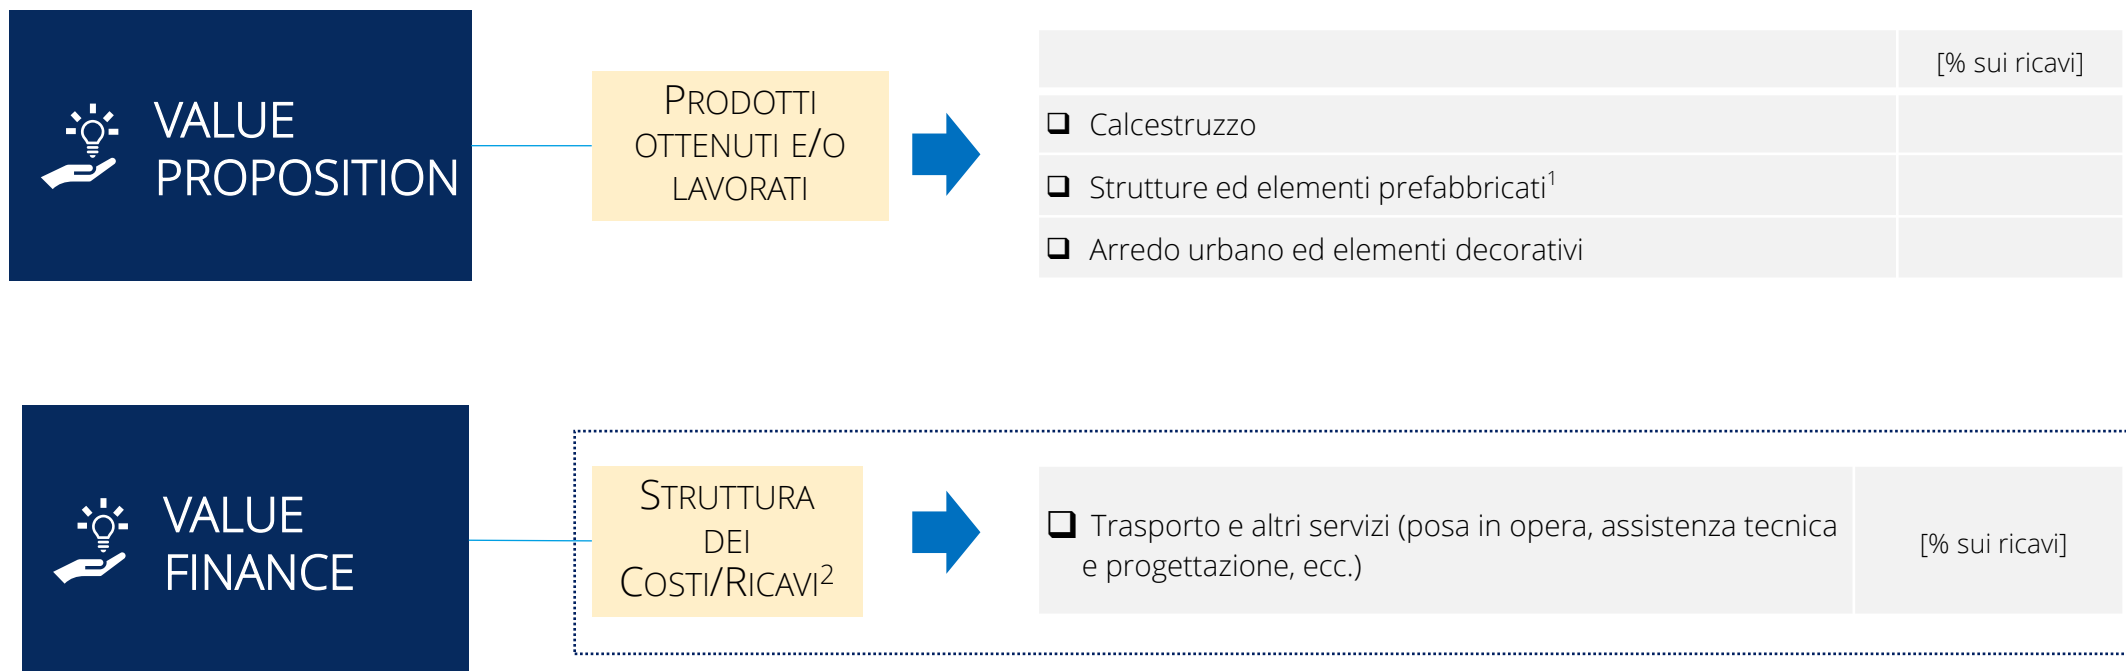 VALUE
PROPOSITION
PRODOTTI
OTTENUTI E/O
LAVORATI
[% sui ricavi]
❑ Calcestruzzo
❑ Strutture ed elementi prefabbricati¹
❑ Arredo urbano ed elementi decorativi
VALUE
FINANCE
STRUTTURA
DEI
COSTI/RICAVI²
❑ Trasporto e altri servizi (posa in opera, assistenza tecnica
e progettazione, ecc.)
[% sui ricavi]